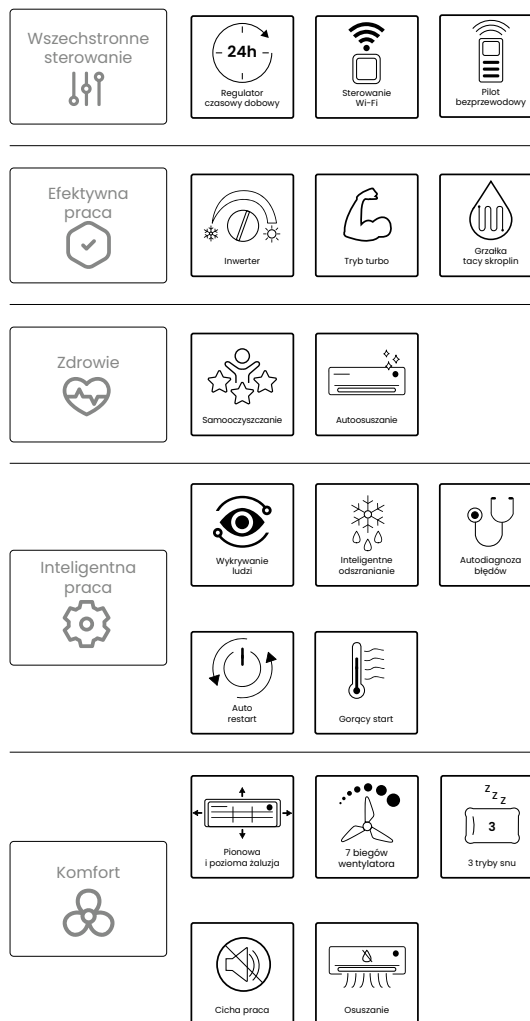 Wszechstronne
sterowanie
24h
Regulator
czasowy dobowy
Sterowanie
Wi-Fi
Pilot
bezprzewodowy
Efektywna
praca
Inwerter
Tryb turbo
Grzałka
tacy skroplin
Zdrowie
Samooczyszczanie
Autoosuszanie
Inteligentna
praca
Wykrywanie
ludzi
Inteligentne
odszranianie
Autodiagnoza
błędów
Auto
restart
Gorący start
Komfort
Pionowa
i pozioma żaluzja
7 biegów
wentylatora
z z z
3
3 tryby snu
Cicha praca
Osuszanie